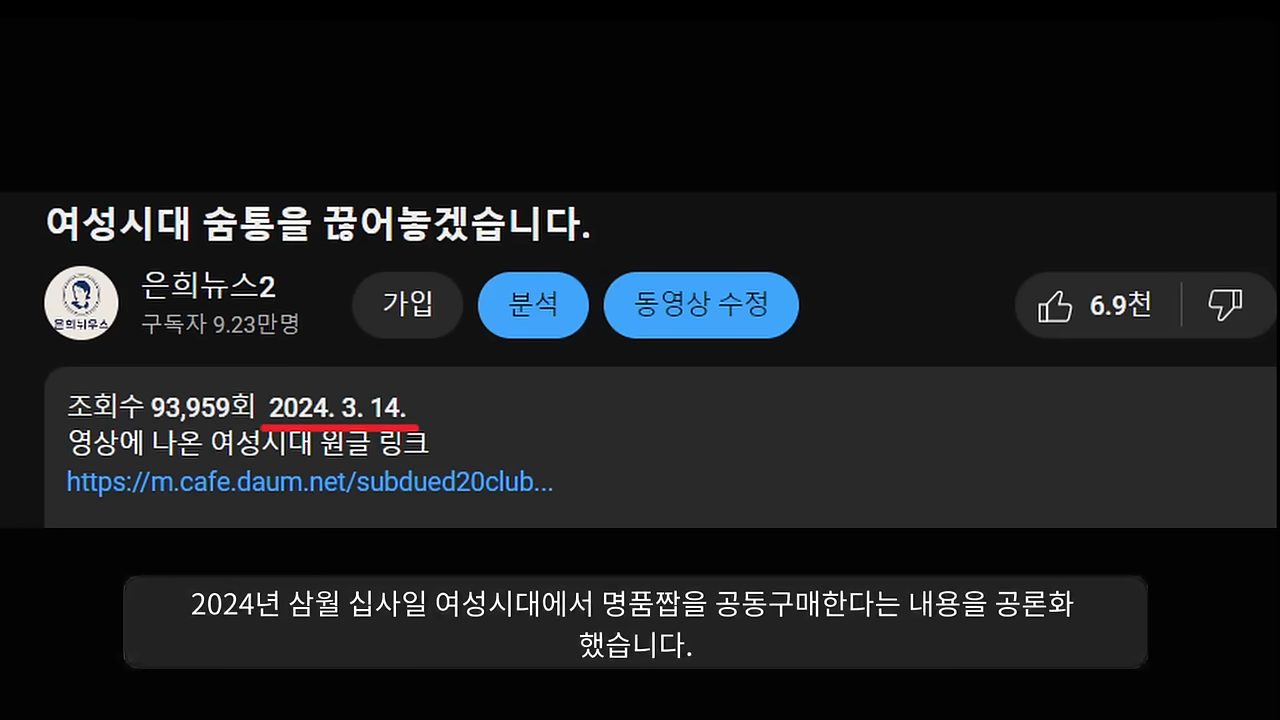 여성시대 숨통을 끊어놓겠습니다.
은희뉴스2
구독자 9.23만명
가입
분석
동영상 수정
6.9천
은희뉘우스
조회수 93,959회 2024. 3. 14.
영상에 나온 여성시대 원글 링크
https://m.cafe.daum.net/subdued20club...
2024년 삼월 십사일 여성시대에서 명품짭을 공동구매한다는 내용을 공론화
했습니다.